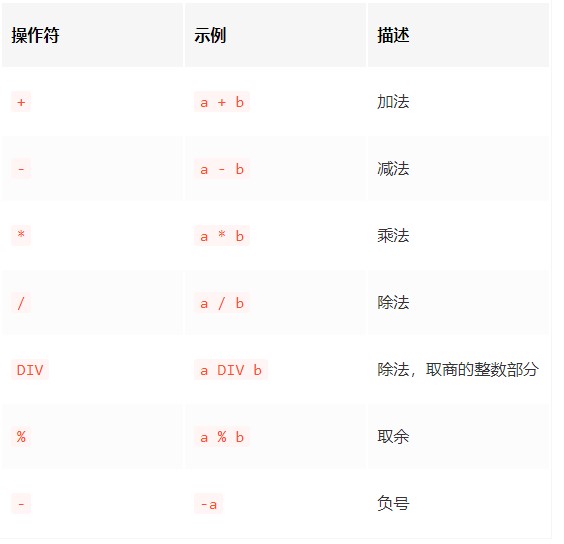 操作符 示例 描述
+ a + b 加法
- a - b 减法
* a * b 乘法
/ a / b 除法
DIV a DIV b 除法，取商的整数部分
% a % b 取余
- -a 负号